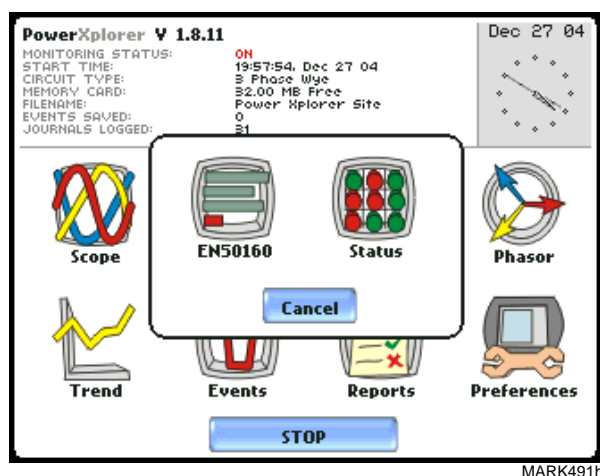 PowerXplorer V 1.8.11
Dec 27 04
MONITORING STATUS: ON
START TIME: 19:57:54, Dec 27 04
CIRCUIT TYPE: 3 Phase Wye
MEMORY CARD: 32.00 MB Free
FILENAME: Power Xplorer Site
EVENTS SAVED: 0
JOURNALS LOGGED: 31
EN50160
Status
Cancel
Scope
Phasor
Trend
Events
Reports
Preferences
STOP
MARK491h